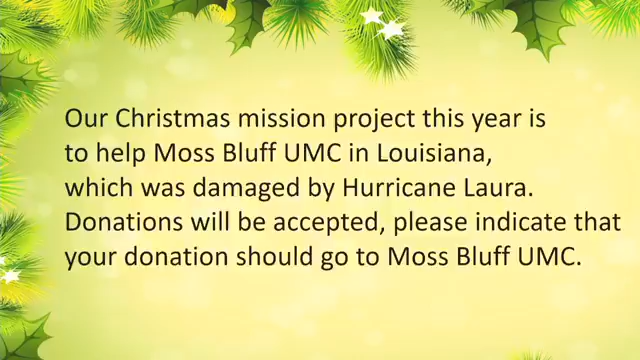 Our Christmas mission project this year is
to help Moss Bluff UMC in Louisiana,
which was damaged by Hurricane Laura.
Donations will be accepted, please indicate that
your donation should go to Moss Bluff UMC.